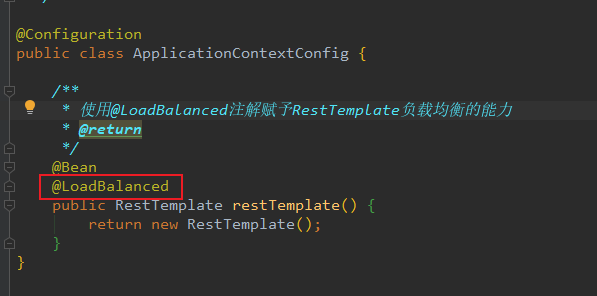 @Configuration
public class ApplicationContextConfig {
/**
* 使用@LoadBalanced注解赋予RestTemplate负载均衡的能力
* @return
*/
@Bean
@LoadBalanced
public RestTemplate restTemplate() {
return new RestTemplate();
}
}